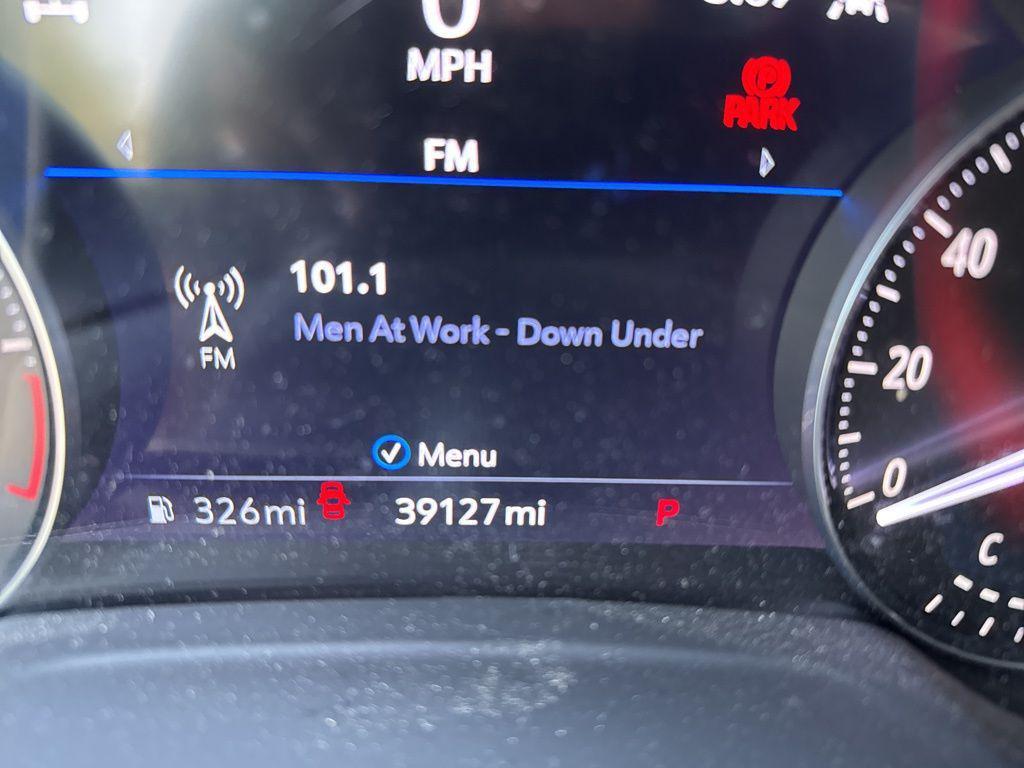 0
MPH
P
PARK
FM
101.1
Men At Work - Down Under
FM
Menu
326mi 39127mi P
40
20
0
C